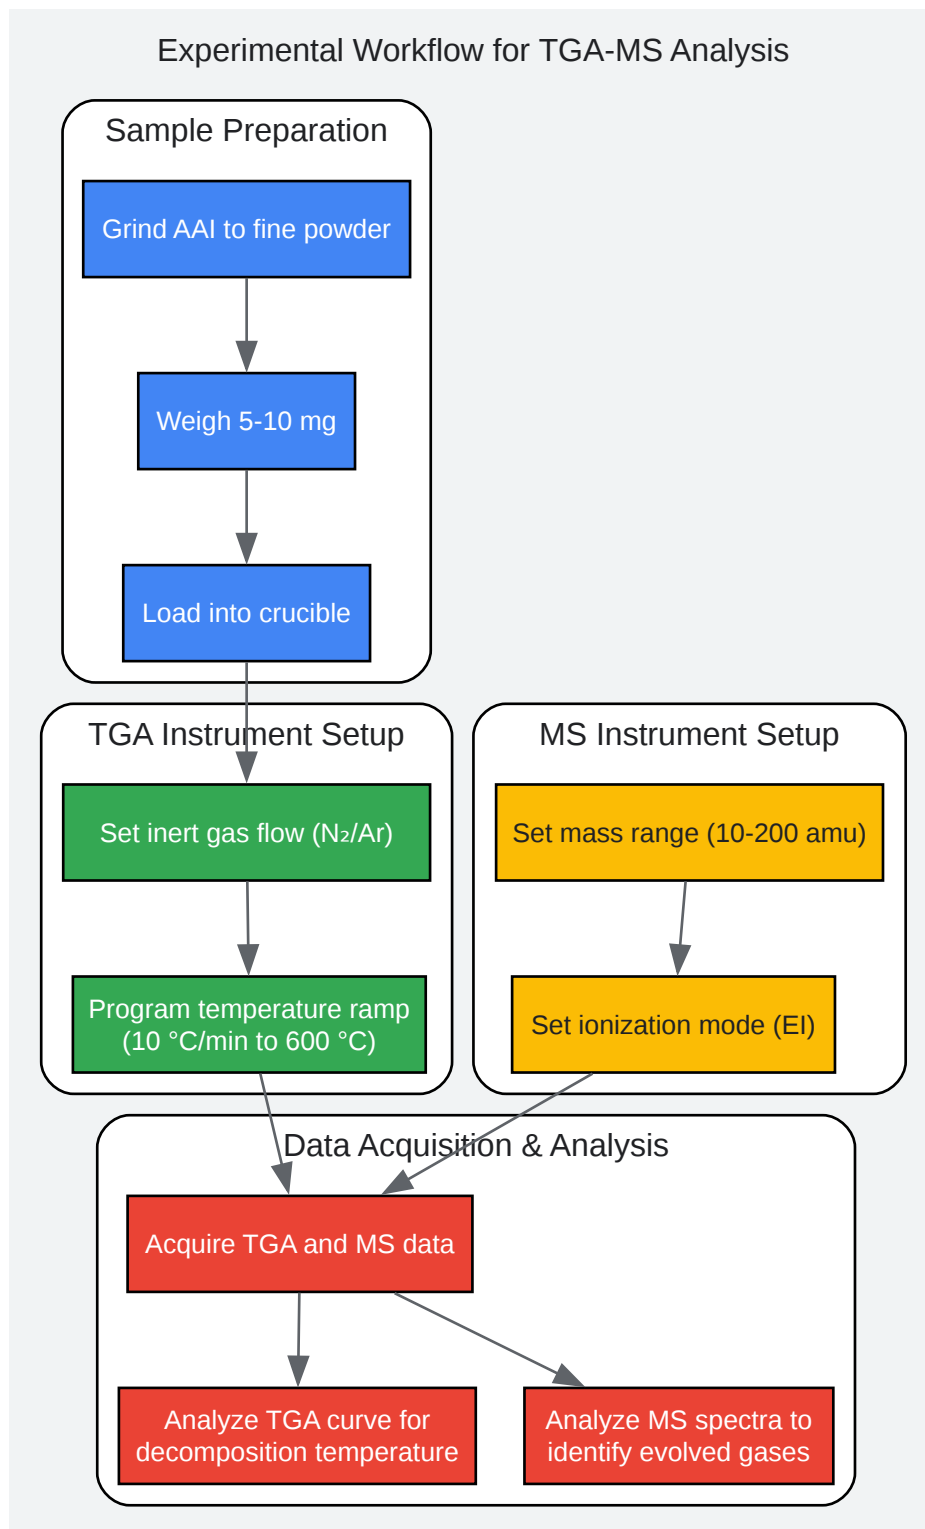 Experimental Workflow for TGA-MS Analysis
Sample Preparation
Grind AAI to fine powder
Weigh 5-10 mg
Load into crucible
TGA Instrument Setup
Set inert gas flow (N₂/Ar)
Program temperature ramp
(10 °C/min to 600 °C)
MS Instrument Setup
Set mass range (10-200 amu)
Set ionization mode (EI)
Data Acquisition & Analysis
Acquire TGA and MS data
Analyze TGA curve for
decomposition temperature
Analyze MS spectra to
identify evolved gases